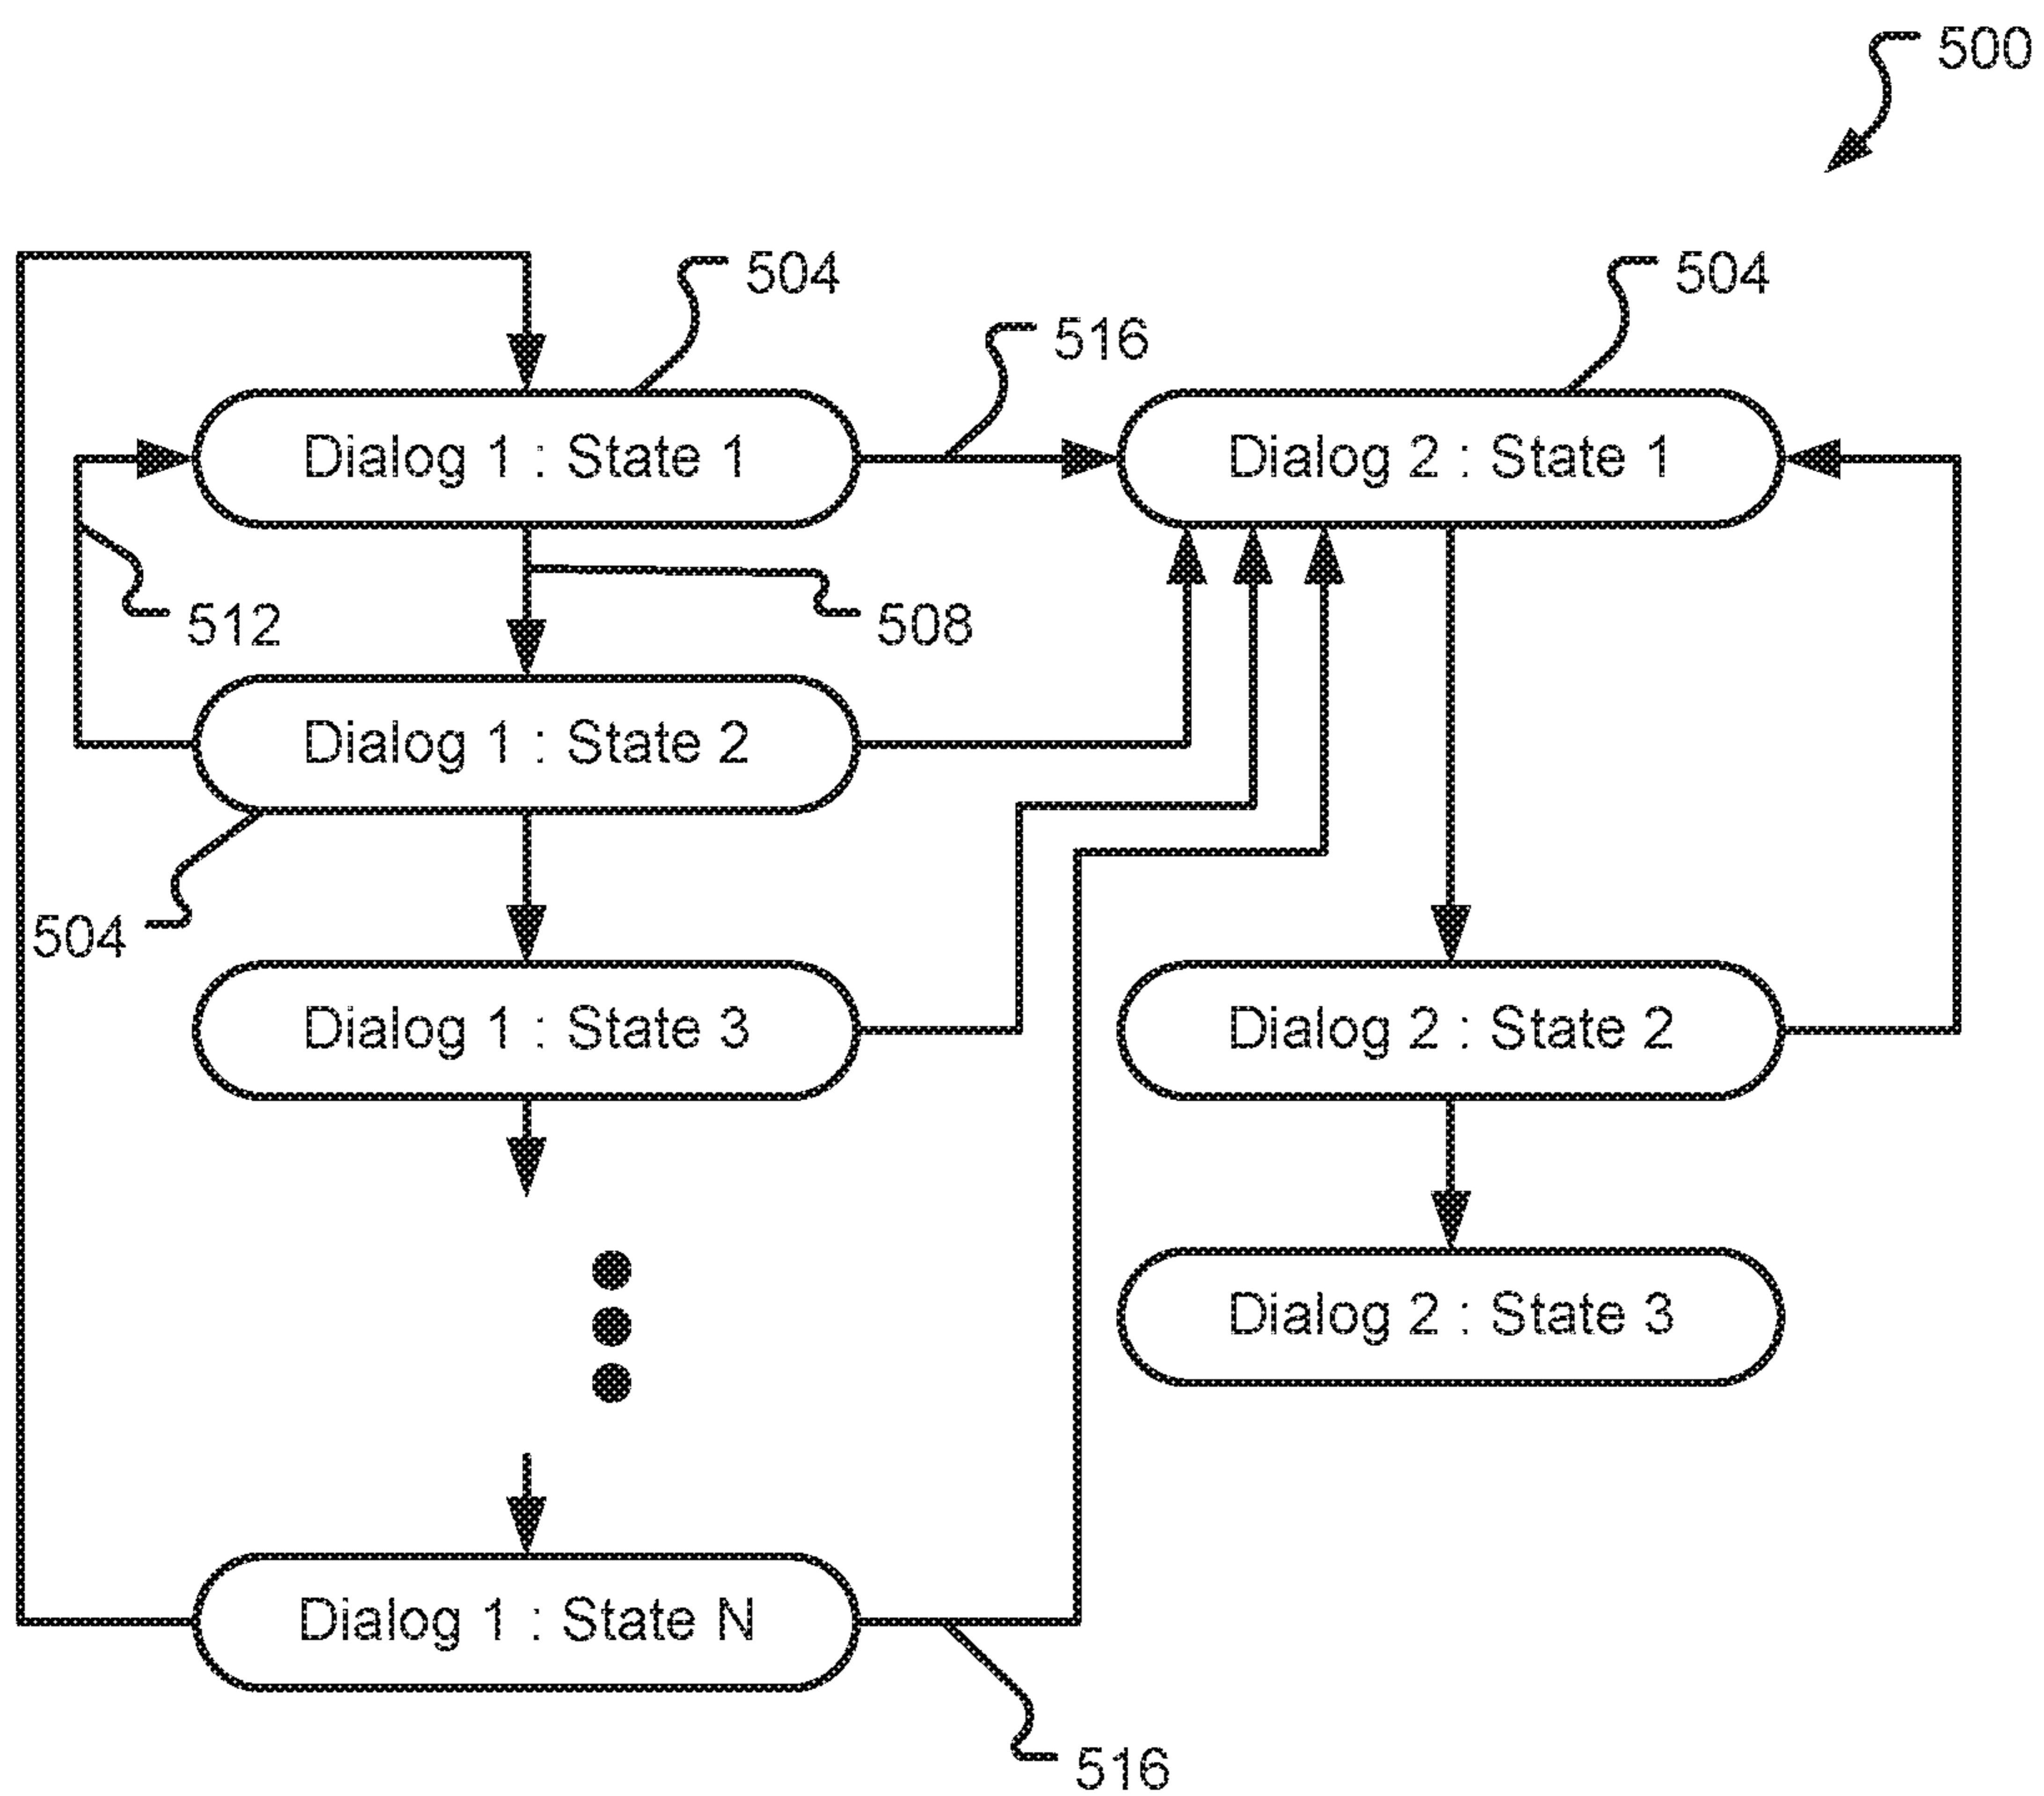 500
504
504
516
Dialog 1 : State 1
Dialog 2 : State 1
512
508
Dialog 1 : State 2
504
Dialog 1 : State 3
Dialog 2 : State 2
Dialog 2 : State 3
Dialog 1 : State N
516